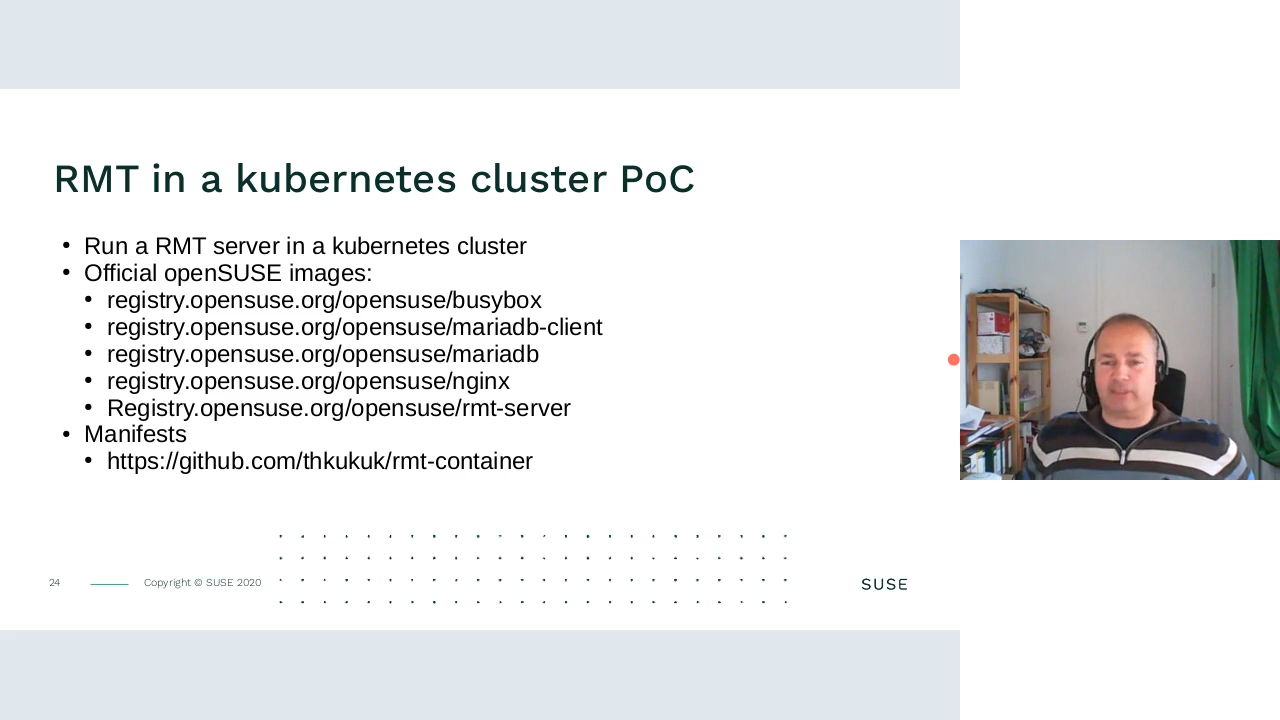 RMT in a kubernetes cluster PoC
• Run a RMT server in a kubernetes cluster
• Official openSUSE images:
• registry.opensuse.org/opensuse/busybox
• registry.opensuse.org/opensuse/mariadb-client
• registry.opensuse.org/opensuse/mariadb
• registry.opensuse.org/opensuse/nginx
• Registry.opensuse.org/opensuse/rmt-server
• Manifests
• https://github.com/thkukuk/rmt-container
24 Copyright © SUSE 2020 SUSE